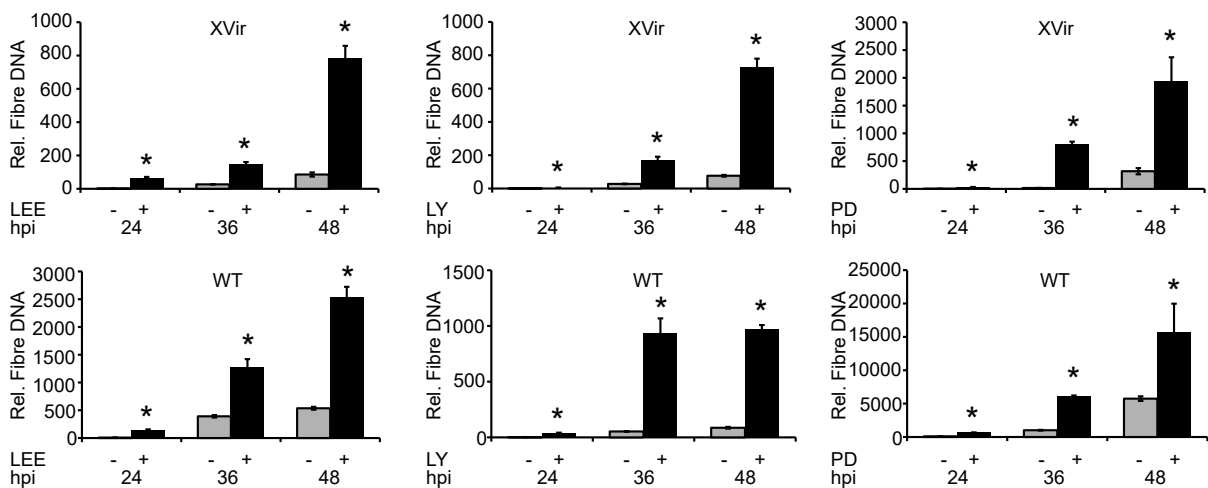 XVir
Rel. Fibre DNA
1000
800
600
400
200
0
* * *
LEE - + - + - +
hpi 24 36 48
XVir
Rel. Fibre DNA
1000
800
600
400
200
0
* * *
LY - + - + - +
hpi 24 36 48
XVir
Rel. Fibre DNA
3000
2500
2000
1500
1000
500
0
* * *
PD - + - + - +
hpi 24 36 48
WT
Rel. Fibre DNA
3000
2500
2000
1500
1000
500
0
* * *
LEE - + - + - +
hpi 24 36 48
WT
Rel. Fibre DNA
1500
1000
500
0
* * *
LY - + - + - +
hpi 24 36 48
WT
Rel. Fibre DNA
25000
20000
15000
10000
5000
0
* * *
PD - + - + - +
hpi 24 36 48